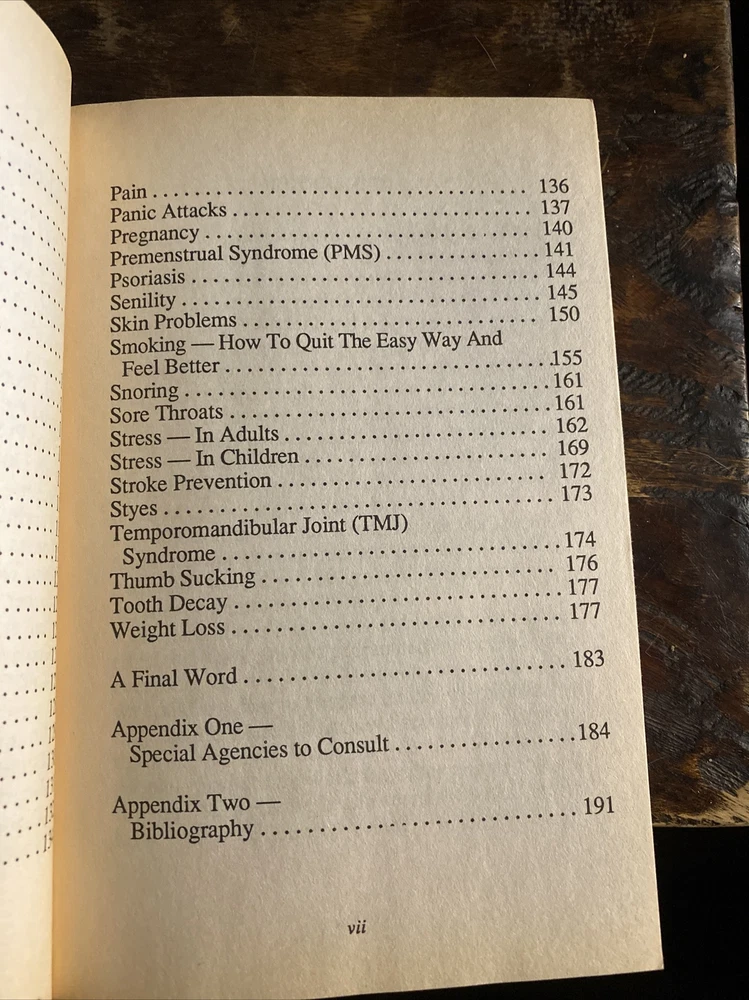 Pain . . . . . . . . . . . . . . . . . . . . . . . . . . . . . . 136
Panic Attacks . . . . . . . . . . . . . . . . . . . . . . . . 137
Pregnancy . . . . . . . . . . . . . . . . . . . . . . . . . . 140
Premenstrual Syndrome (PMS) . . . . . . . . . . . . 141
Psoriasis . . . . . . . . . . . . . . . . . . . . . . . . . . . . 144
Senility . . . . . . . . . . . . . . . . . . . . . . . . . . . . . 145
Skin Problems . . . . . . . . . . . . . . . . . . . . . . . . 150
Smoking — How To Quit The Easy Way And
Feel Better . . . . . . . . . . . . . . . . . . . . . . . . . . 155
Snoring . . . . . . . . . . . . . . . . . . . . . . . . . . . . . 161
Sore Throats . . . . . . . . . . . . . . . . . . . . . . . . . 161
Stress — In Adults . . . . . . . . . . . . . . . . . . . . . 162
Stress — In Children . . . . . . . . . . . . . . . . . . . 169
Stroke Prevention . . . . . . . . . . . . . . . . . . . . . 172
Styes . . . . . . . . . . . . . . . . . . . . . . . . . . . . . . . 173
Temporomandibular Joint (TMJ)
Syndrome . . . . . . . . . . . . . . . . . . . . . . . . . . . 174
Thumb Sucking . . . . . . . . . . . . . . . . . . . . . . . 176
Tooth Decay . . . . . . . . . . . . . . . . . . . . . . . . . 177
Weight Loss . . . . . . . . . . . . . . . . . . . . . . . . . 177
A Final Word . . . . . . . . . . . . . . . . . . . . . . . . 183
Appendix One —
Special Agencies to Consult . . . . . . . . . . . . . . 184
Appendix Two —
Bibliography . . . . . . . . . . . . . . . . . . . . . . . . 191
vii